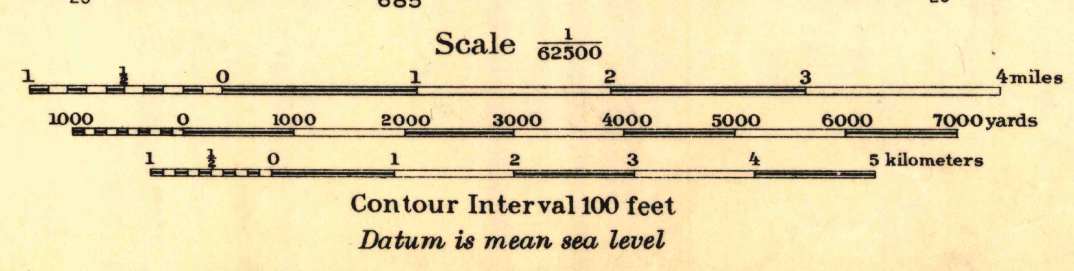 685
Scale 1/62500
1 ½ 0 1 2 3 4 miles
1000 0 1000 2000 3000 4000 5000 6000 7000 yards
1 ½ 0 1 2 3 4 5 kilometers
Contour Interval 100 feet
Datum is mean sea level